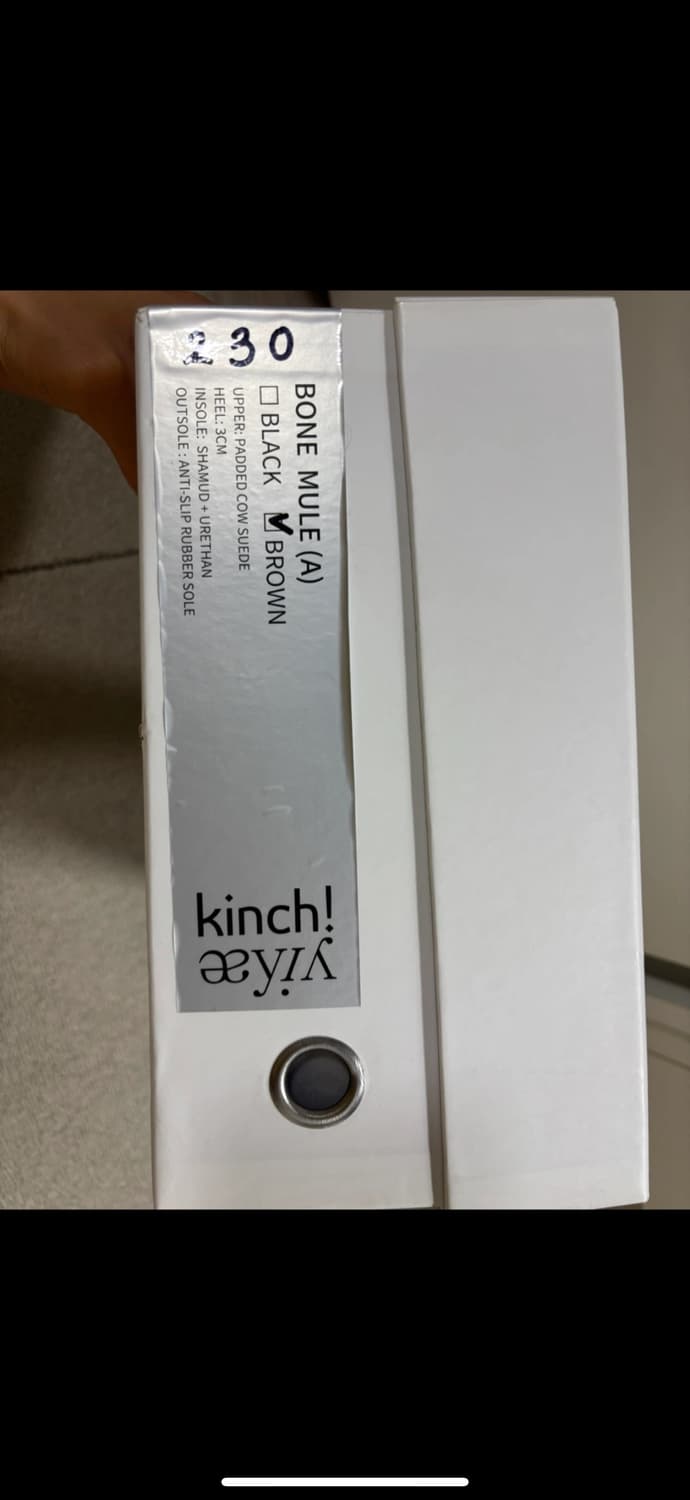 230
BONE MULE (A)
☐ BLACK ☑ BROWN
UPPER: PADDED COW SUEDE
HEEL: 3CM
INSOLE: SHAMUD + URETHAN
OUTSOLE : ANTI-SLIP RUBBER SOLE
kinch!